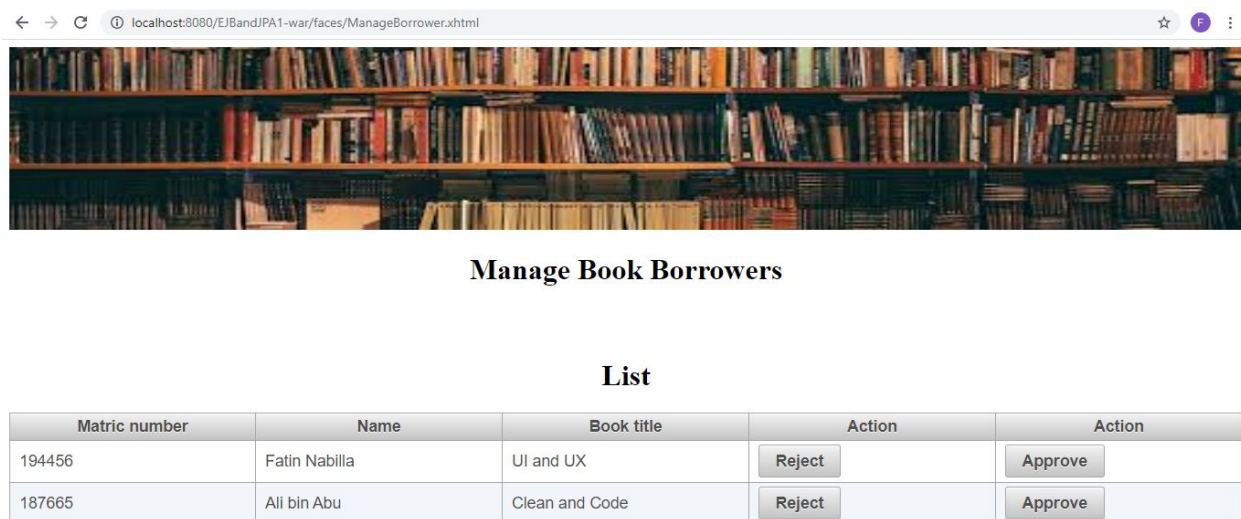 localhost:8080/EJBandJPA1-war/faces/ManageBorrower.xhtml
F
Manage Book Borrowers
List
Matric number Name Book title Action Action
194456 Fatin Nabilla UI and UX Reject Approve
187665 Ali bin Abu Clean and Code Reject Approve